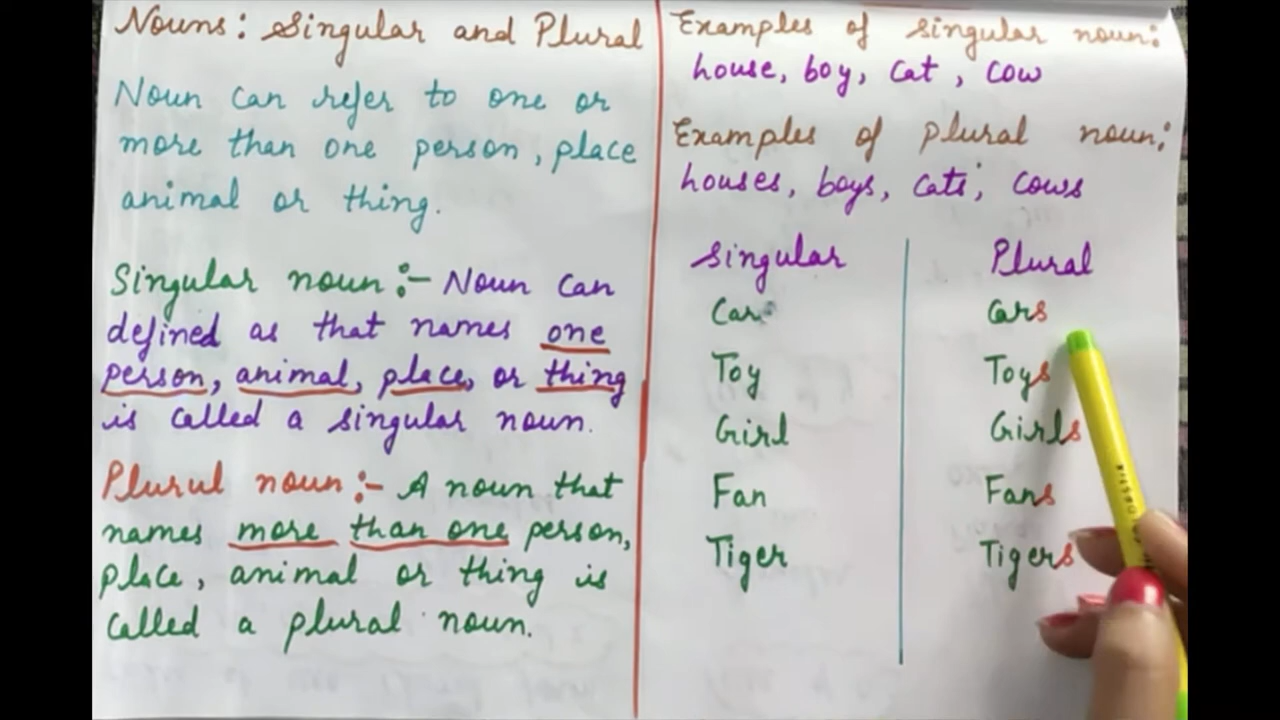 Nouns: Singular and Plural
Noun can refer to one or
more than one person, place
animal or thing.
Singular noun:- Noun can
defined as that names one
person, animal, place, or thing
is called a singular noun.
Plurul noun:- A noun that
names more than one person,
place, animal or thing is
called a plural noun.
Examples of singular noun:
house, boy, cat, cow
Examples of plural noun:
houses, boys, cats, cows
Singular Plural
Car Cars
Toy Toys
Girl Girls
Fan Fans
Tiger Tigers